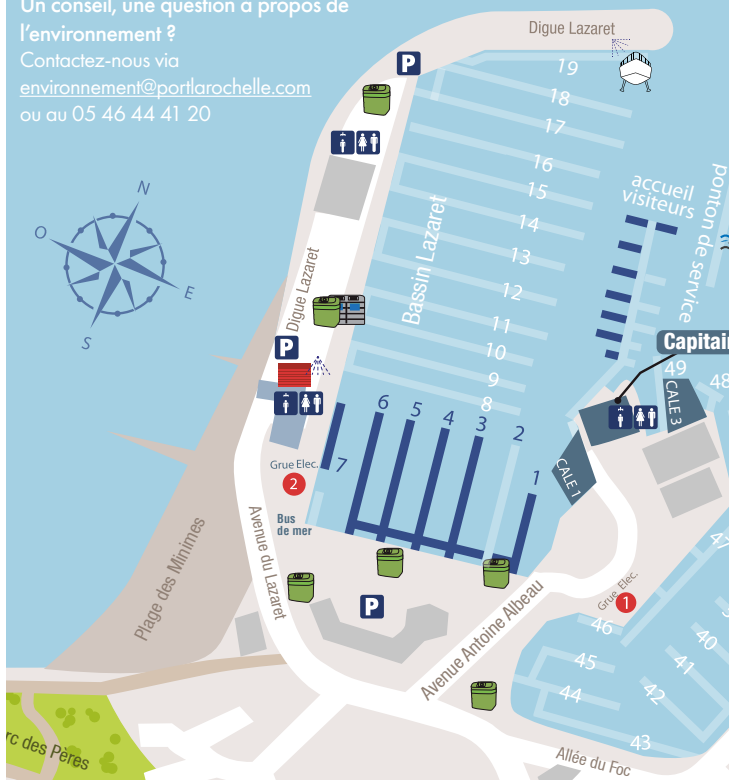 Un conseil, une question à propos de
l'environnement ?
Contactez-nous via
environnement@portlarochelle.com
ou au 05 46 44 41 20
Digue Lazaret
P
19
18
17
16
15
14
13
12
11
10
9
8
Bassin Lazaret
accueil
visiteurs
ponton de service
N
O
E
S
Digue Lazaret
P
Capitai
49
48
CALE 3
CALE 1
6
5
4
3
2
1
7
Grue Elec.
2
Bus
de mer
Plage des Minimes
Avenue du Lazaret
P
Avenue Antoine Albeau
Grue Elec.
1
47
46
45
44
43
42
41
40
rc des Pères
Allée du Foc